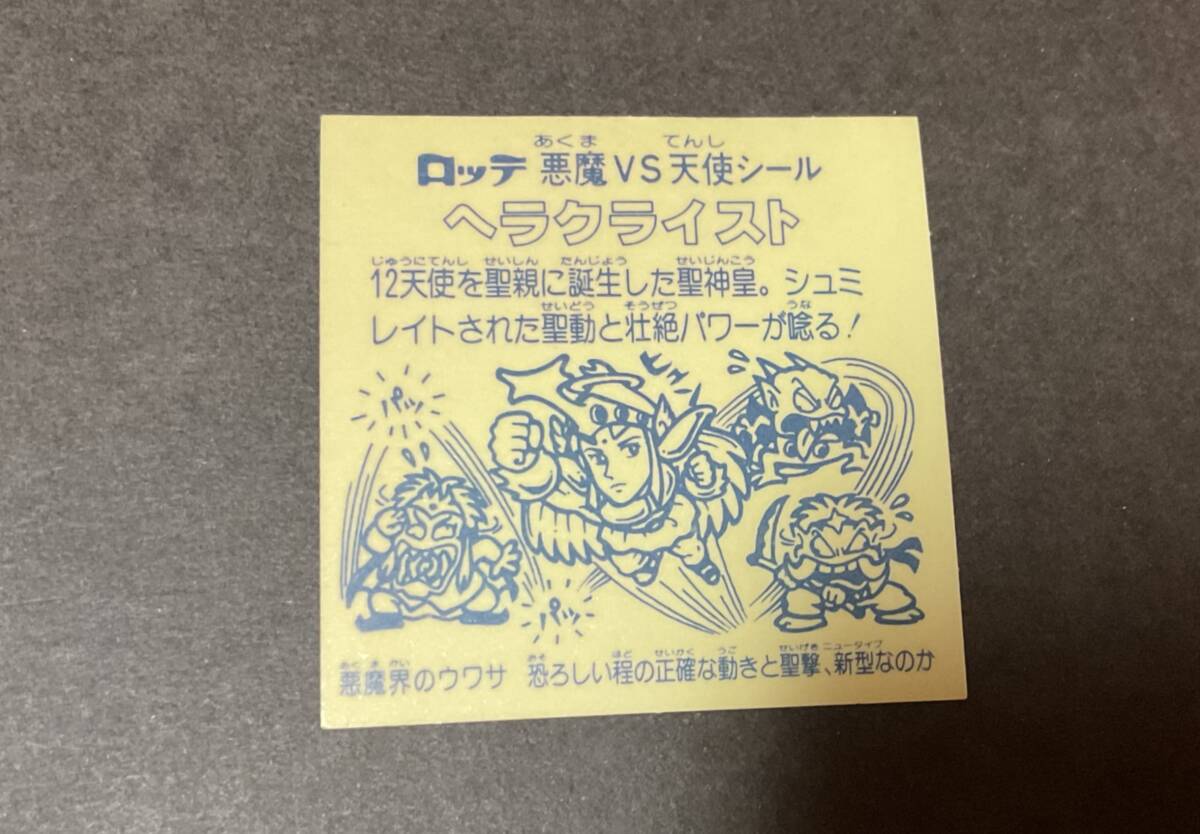 あくま てんし
ロッテ 悪魔VS天使シール
ヘラクライスト
じゅうにてんし せいしん たんじょう せいじんこう
12天使を聖親に誕生した聖神皇。シュミ
せいどう そうぜつ うな
レイトされた聖動と壮絶パワーが唸る!
ヒュッ
パッ
パッ
あくまかい おそ ほど せいかく うご せいげき ニュータイプ
悪魔界のウワサ 恐ろしい程の正確な動きと聖撃、新型なのか